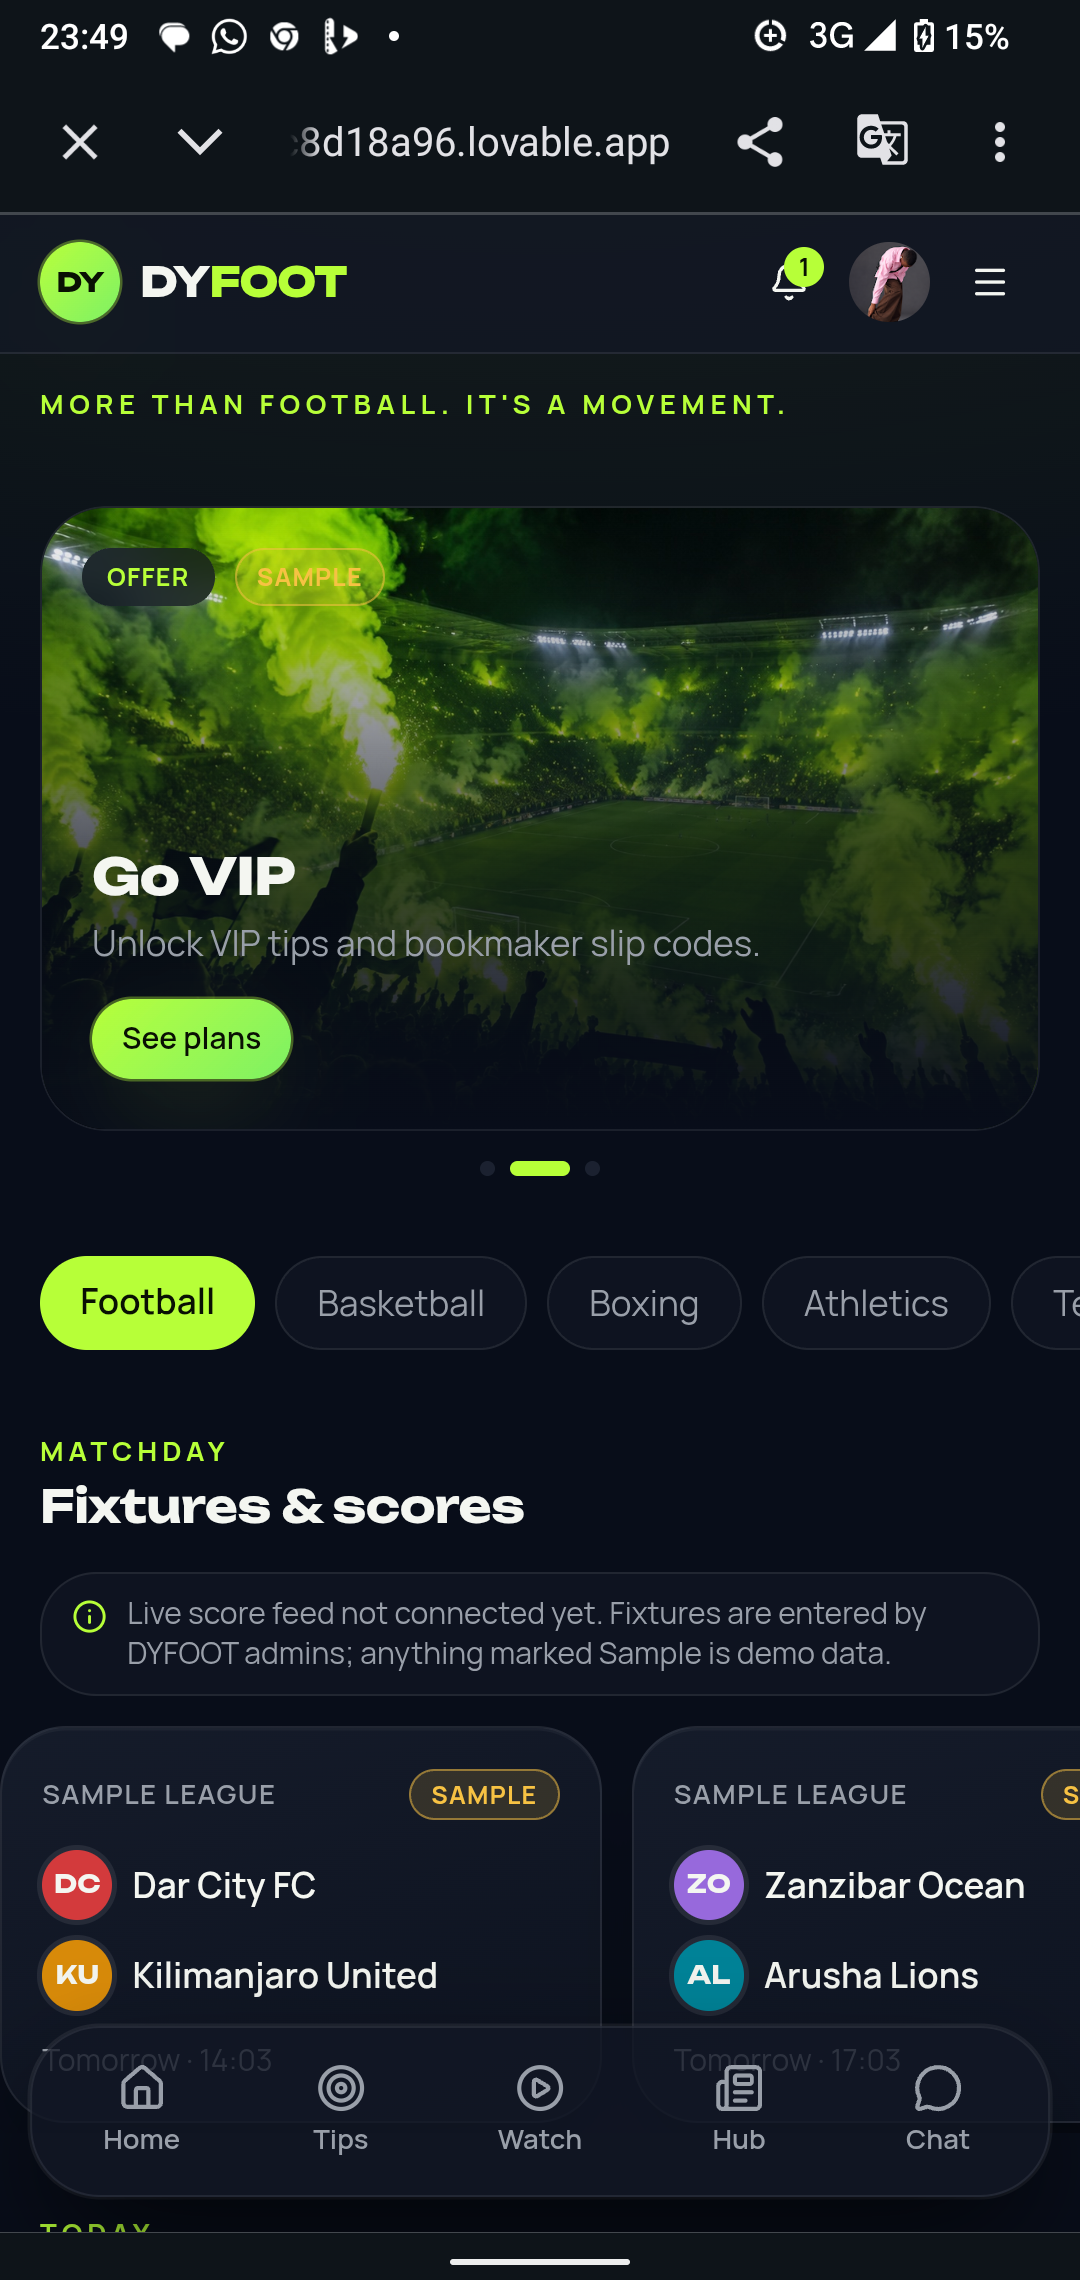 23:49
3G
15%
8d18a96.lovable.app
DY
DYFOOT
1
MORE THAN FOOTBALL. IT'S A MOVEMENT.
OFFER
SAMPLE
Go VIP
Unlock VIP tips and bookmaker slip codes.
See plans
Football
Basketball
Boxing
Athletics
Te
MATCHDAY
Fixtures & scores
Live score feed not connected yet. Fixtures are entered by
DYFOOT admins; anything marked Sample is demo data.
SAMPLE LEAGUE
SAMPLE
DC
Dar City FC
KU
Kilimanjaro United
Tomorrow · 14:03
SAMPLE LEAGUE
S
ZO
Zanzibar Ocean
AL
Arusha Lions
Tomorrow · 17:03
Home
Tips
Watch
Hub
Chat
TODAY